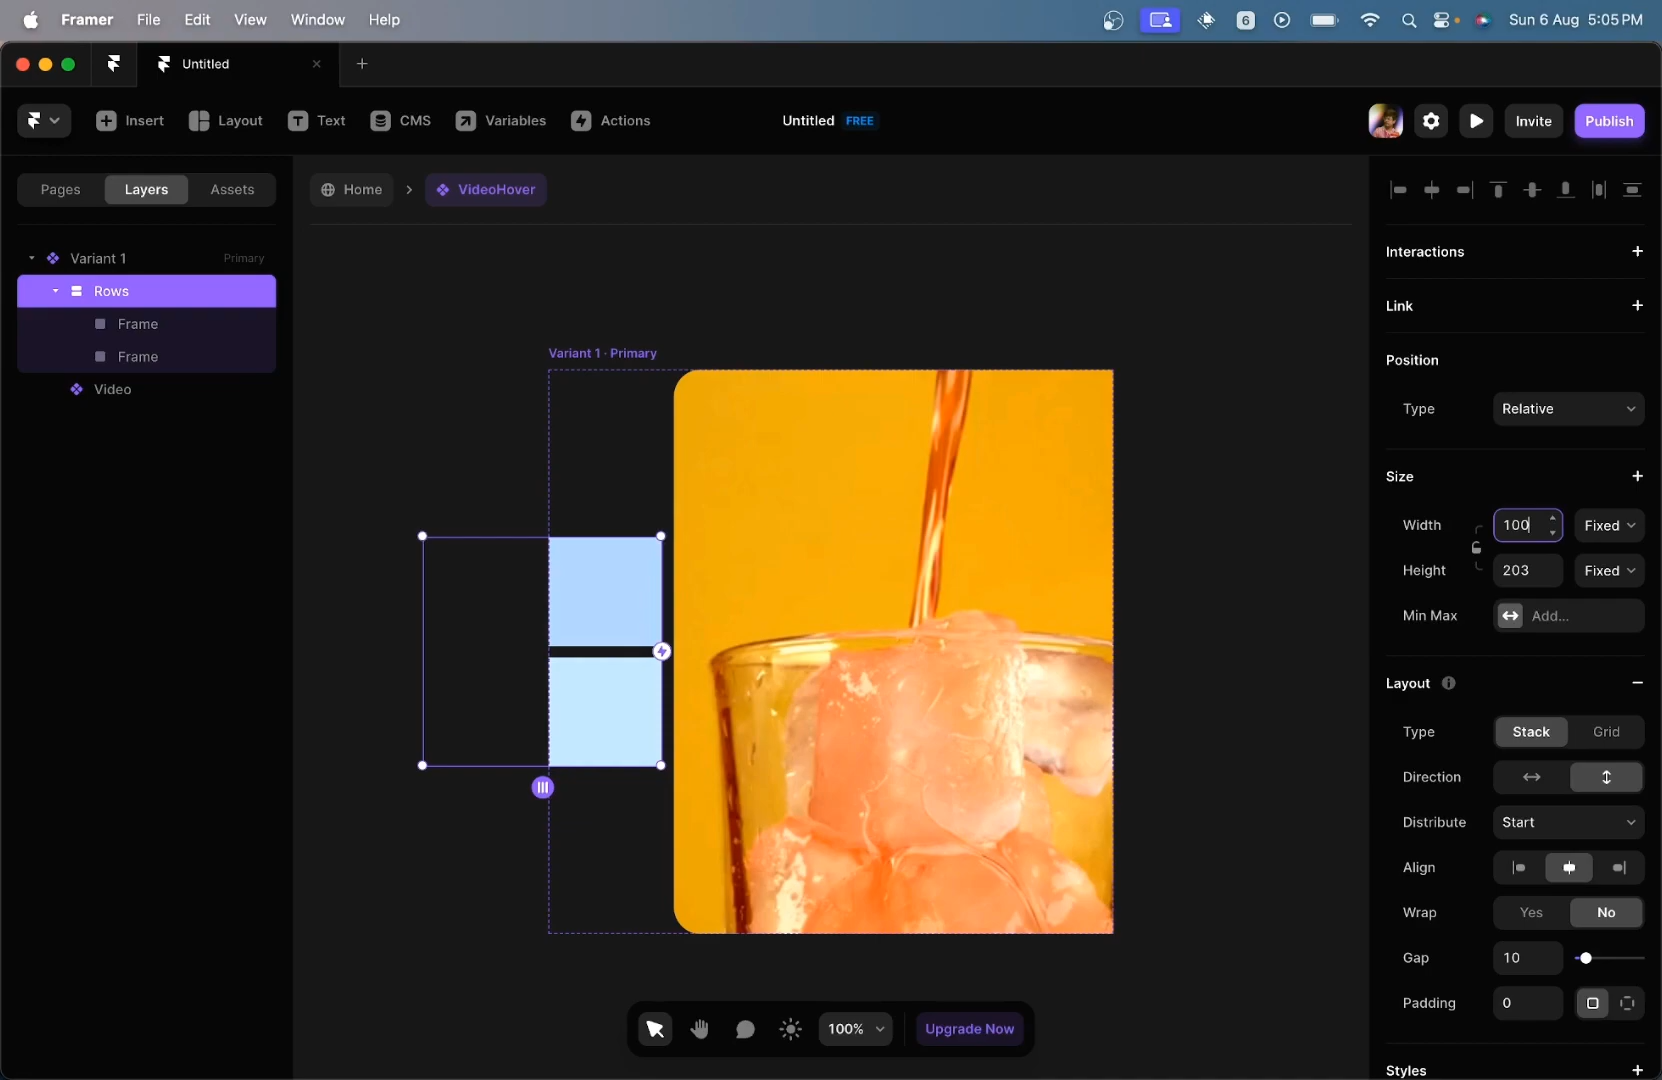 Framer File Edit View Window Help 6 Sun 6 Aug 5:05 PM
Untitled
Insert Layout Text CMS Variables Actions Untitled FREE Invite Publish
Pages Layers Assets
Home VideoHover
Variant 1 Primary
Rows
Frame
Frame
Video
Variant 1 · Primary
100% Upgrade Now
Interactions
Link
Position
Type Relative
Size
Width 100 Fixed
Height 203 Fixed
Min Max Add...
Layout
Type Stack Grid
Direction
Distribute Start
Align
Wrap Yes No
Gap 10
Padding 0
Styles